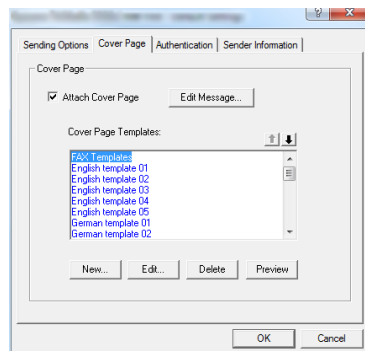 Sending Options Cover Page Authentication Sender Information
Cover Page
Attach Cover Page Edit Message...
Cover Page Templates:
FAX Templates
English template 01
English template 02
English template 03
English template 04
English template 05
German template 01
German template 02
New... Edit... Delete Preview
OK Cancel